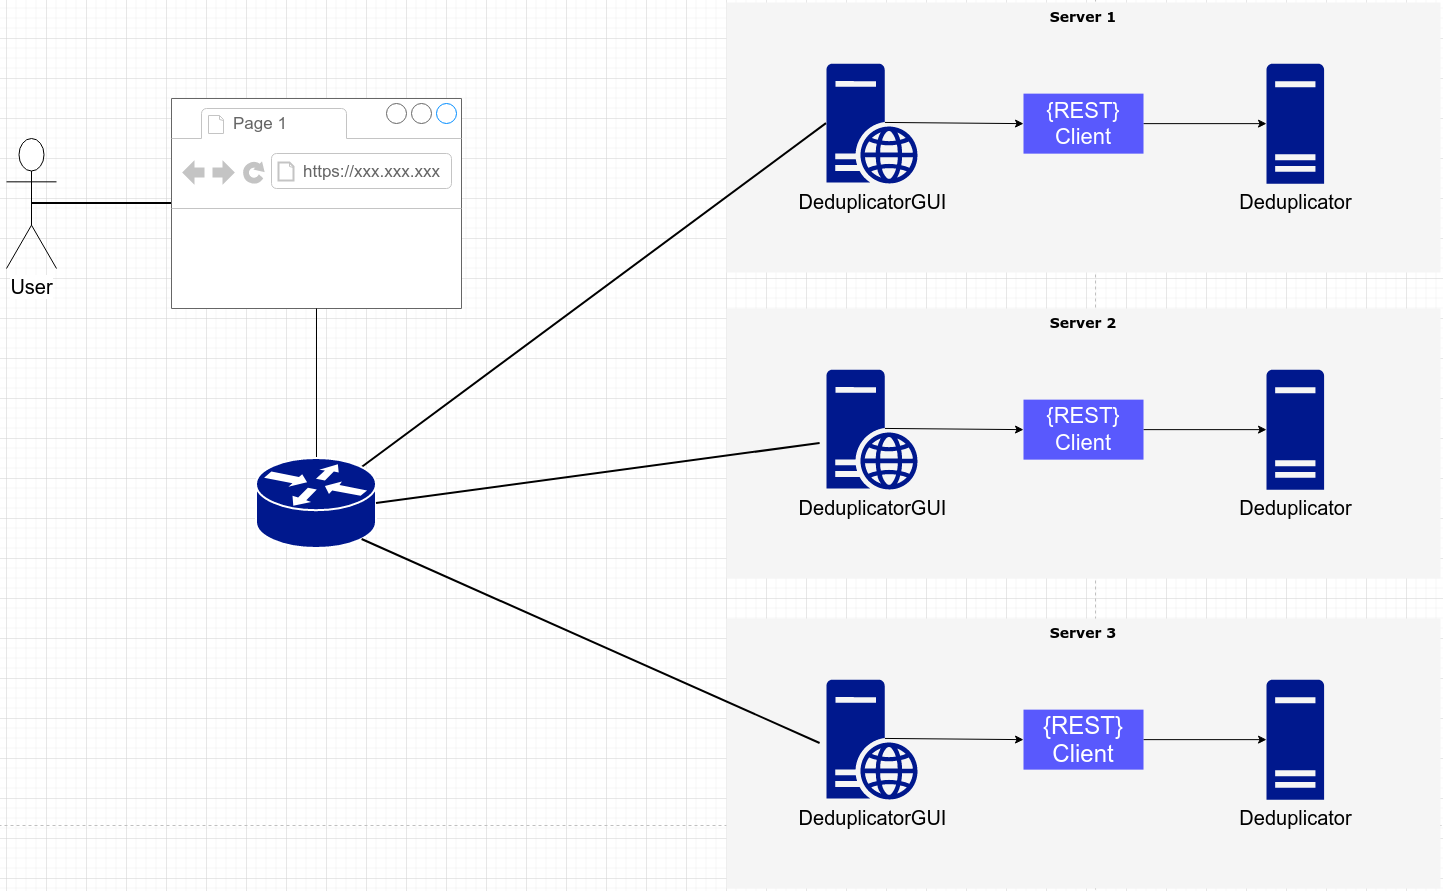 User
Page 1
https://xxx.xxx.xxx
Server 1
DeduplicatorGUI
{REST}
Client
Deduplicator
Server 2
DeduplicatorGUI
{REST}
Client
Deduplicator
Server 3
DeduplicatorGUI
{REST}
Client
Deduplicator